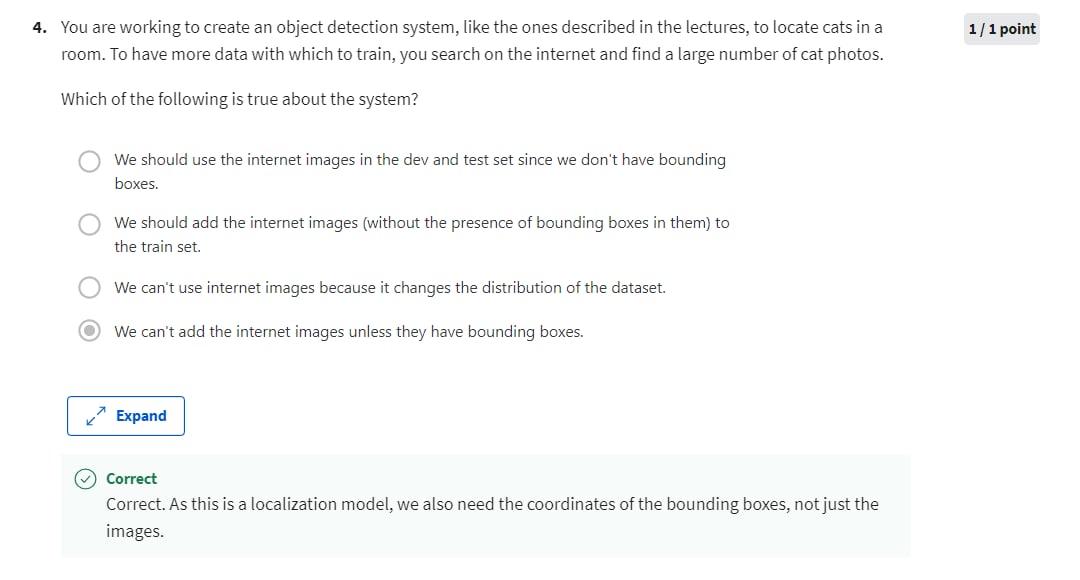 4. You are working to create an object detection system, like the ones described in the lectures, to locate cats in a
1 / 1 point
room. To have more data with which to train, you search on the internet and find a large number of cat photos.
Which of the following is true about the system?
We should use the internet images in the dev and test set since we don't have bounding
boxes.
We should add the internet images (without the presence of bounding boxes in them) to
the train set.
We can't use internet images because it changes the distribution of the dataset.
We can't add the internet images unless they have bounding boxes.
Expand
Correct
Correct. As this is a localization model, we also need the coordinates of the bounding boxes, not just the
images.